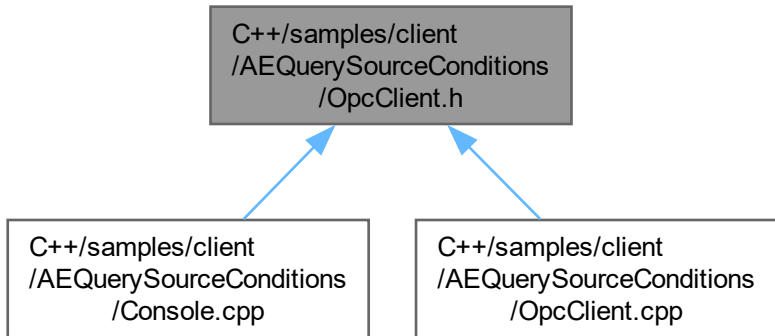 C++/samples/client
/AEQuerySourceConditions
/OpcClient.h
C++/samples/client
/AEQuerySourceConditions
/Console.cpp
C++/samples/client
/AEQuerySourceConditions
/OpcClient.cpp